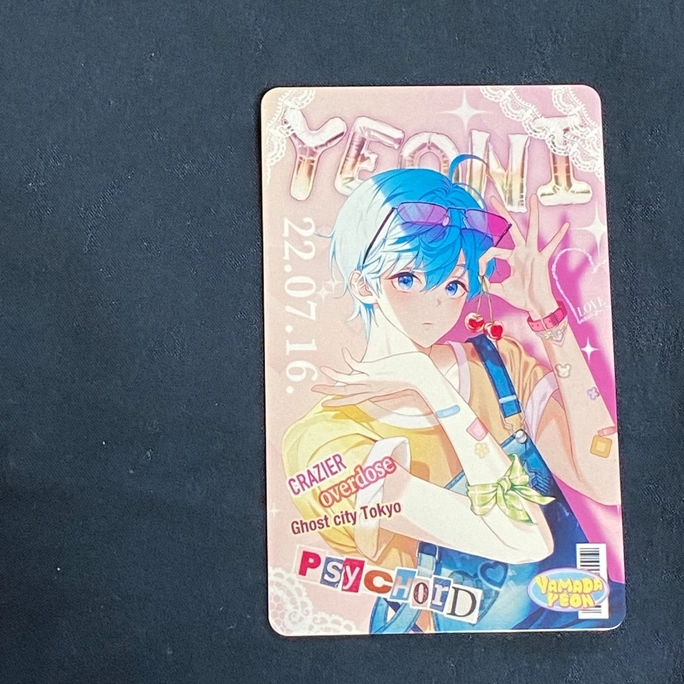 YEONI
22.07.16.
LOVE
CRAZIER
overdose
Ghost city Tokyo
PSyCHOrD
YAMADA
YEON